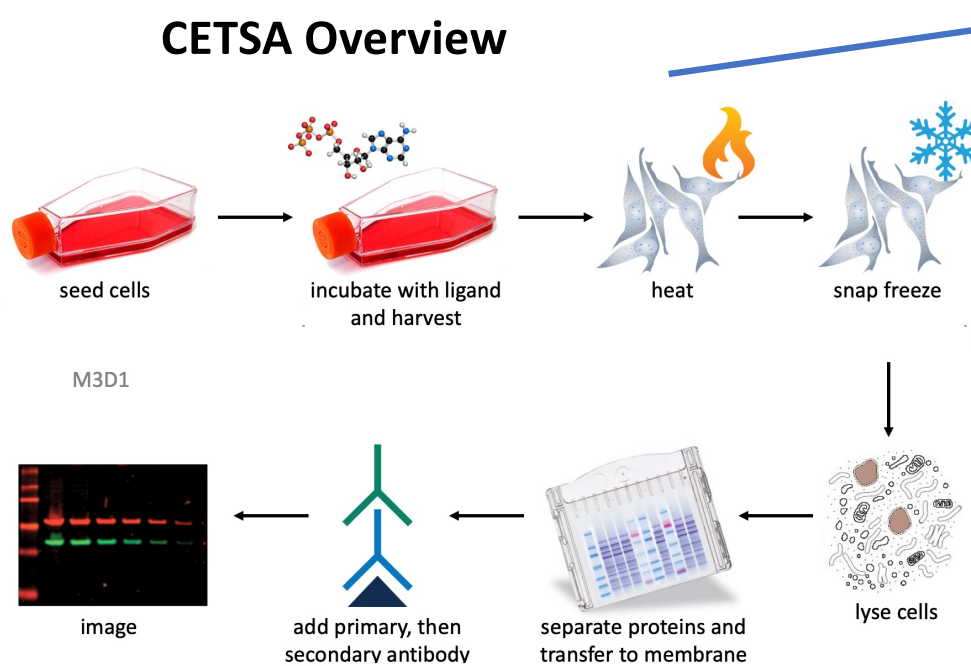 CETSA Overview
seed cells
incubate with ligand
and harvest
heat
snap freeze
M3D1
image
add primary, then
secondary antibody
separate proteins and
transfer to membrane
lyse cells